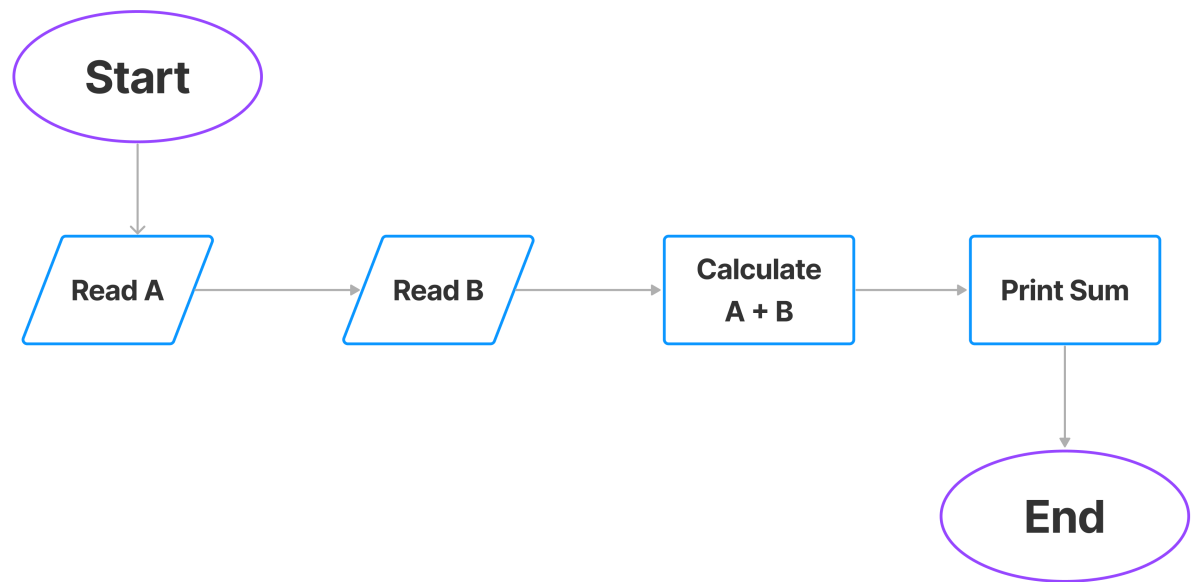 Start
Read A
Read B
Calculate
A + B
Print Sum
End